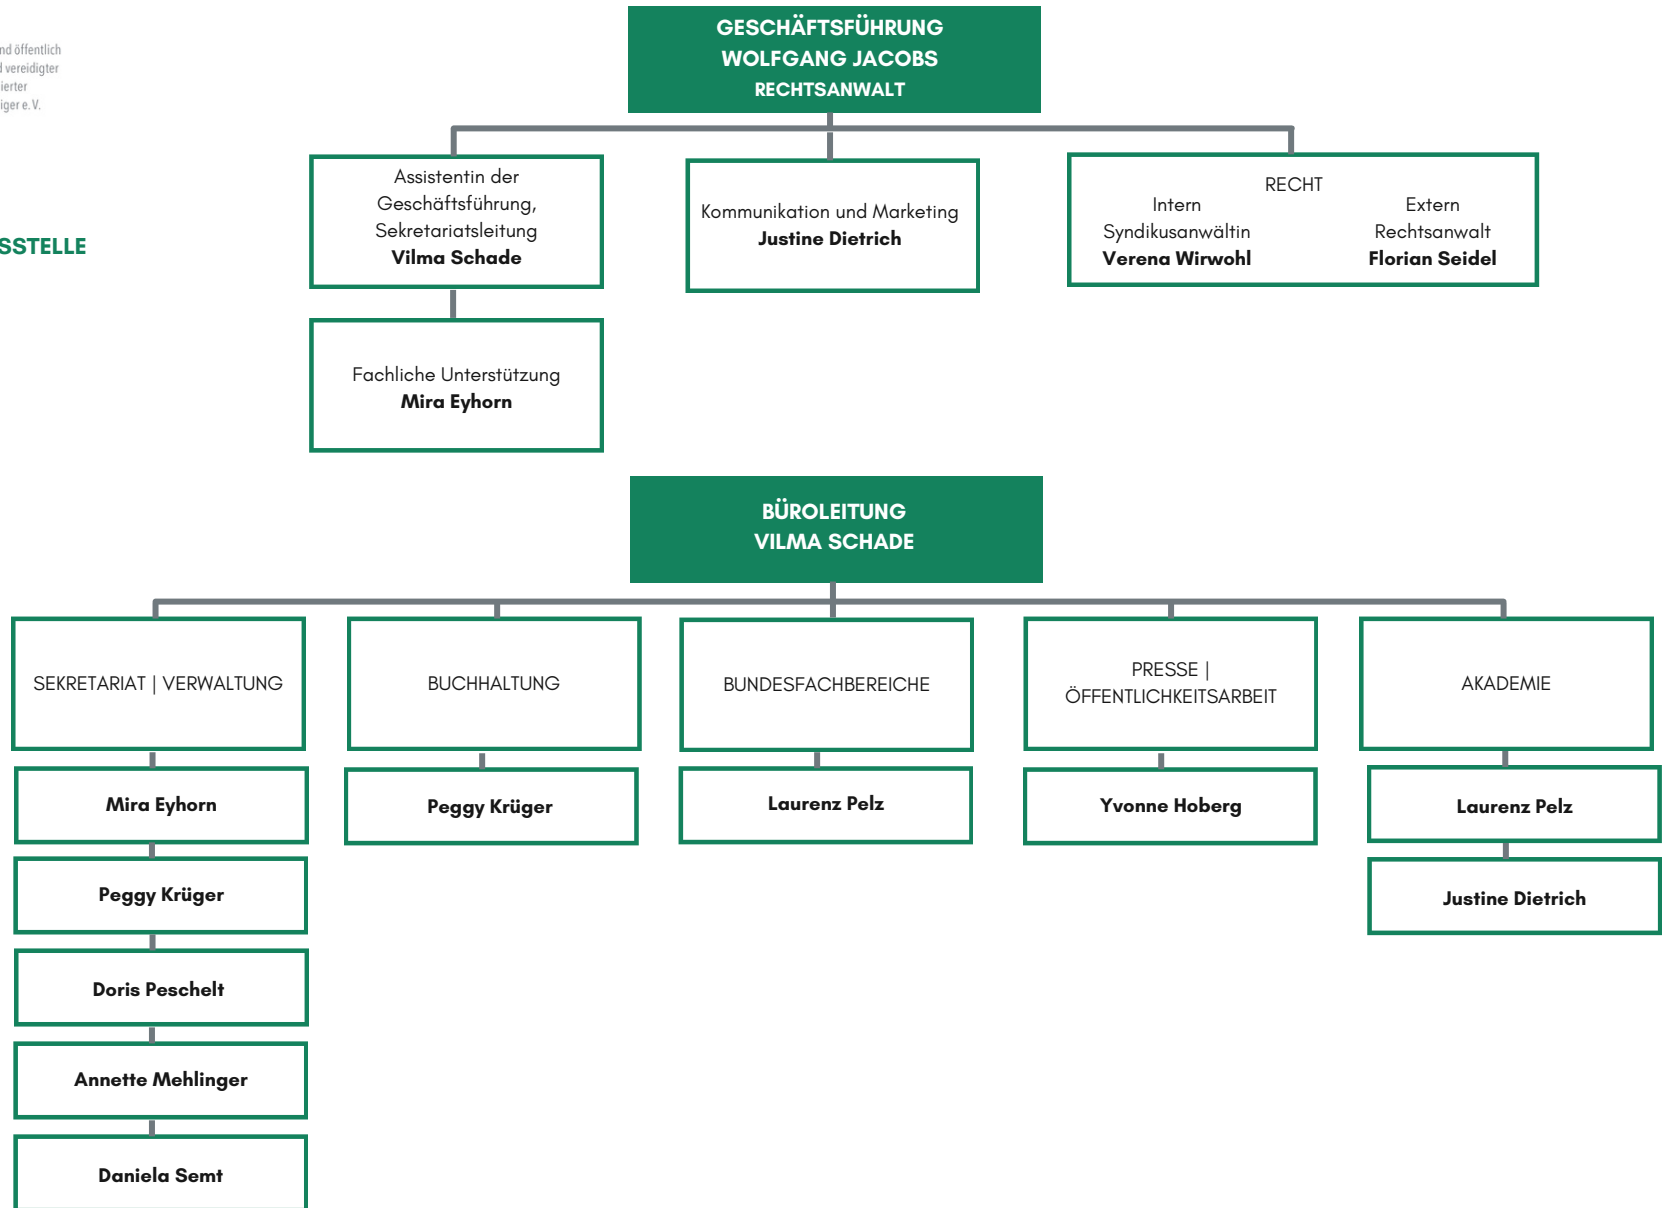 nd öffentlich
d vereidigter
ierter
iger e. V.
SSTELLE
GESCHÄFTSFÜHRUNG
WOLFGANG JACOBS
RECHTSANWALT
Assistentin der
Geschäftsführung,
Sekretariatsleitung
Vilma Schade
Kommunikation und Marketing
Justine Dietrich
RECHT
Intern
Syndikusanwältin
Verena Wirwohl
Extern
Rechtsanwalt
Florian Seidel
Fachliche Unterstützung
Mira Eyhorn
BÜROLEITUNG
VILMA SCHADE
SEKRETARIAT | VERWALTUNG
BUCHHALTUNG
BUNDESFACHBEREICHE
PRESSE |
ÖFFENTLICHKEITSARBEIT
AKADEMIE
Mira Eyhorn
Peggy Krüger
Laurenz Pelz
Yvonne Hoberg
Laurenz Pelz
Peggy Krüger
Justine Dietrich
Doris Peschelt
Annette Mehlinger
Daniela Semt